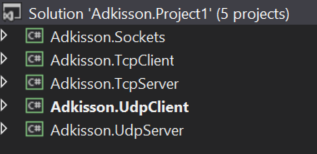 Solution 'Adkisson.Project1' (5 projects)
C# Adkisson.Sockets
C# Adkisson.TcpClient
C# Adkisson.TcpServer
C# Adkisson.UdpClient
C# Adkisson.UdpServer